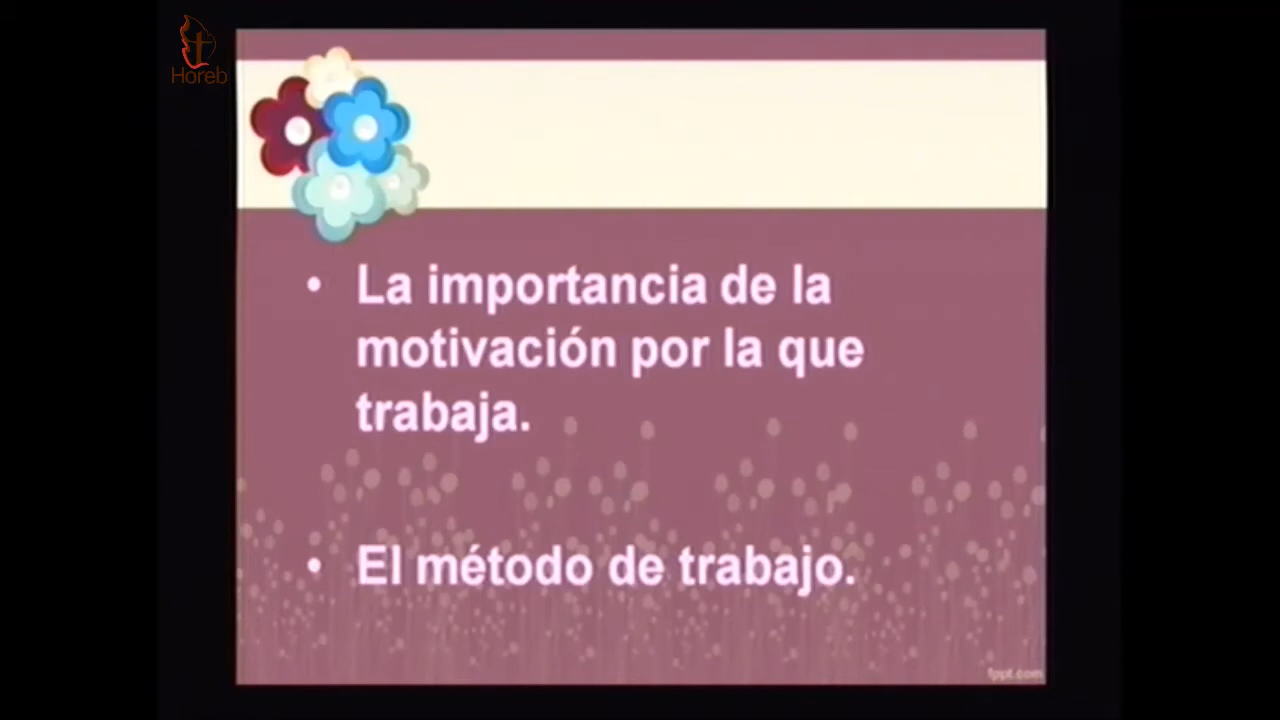 Horeb
• La importancia de la
motivación por la que
trabaja.
• El método de trabajo.
fppt.com